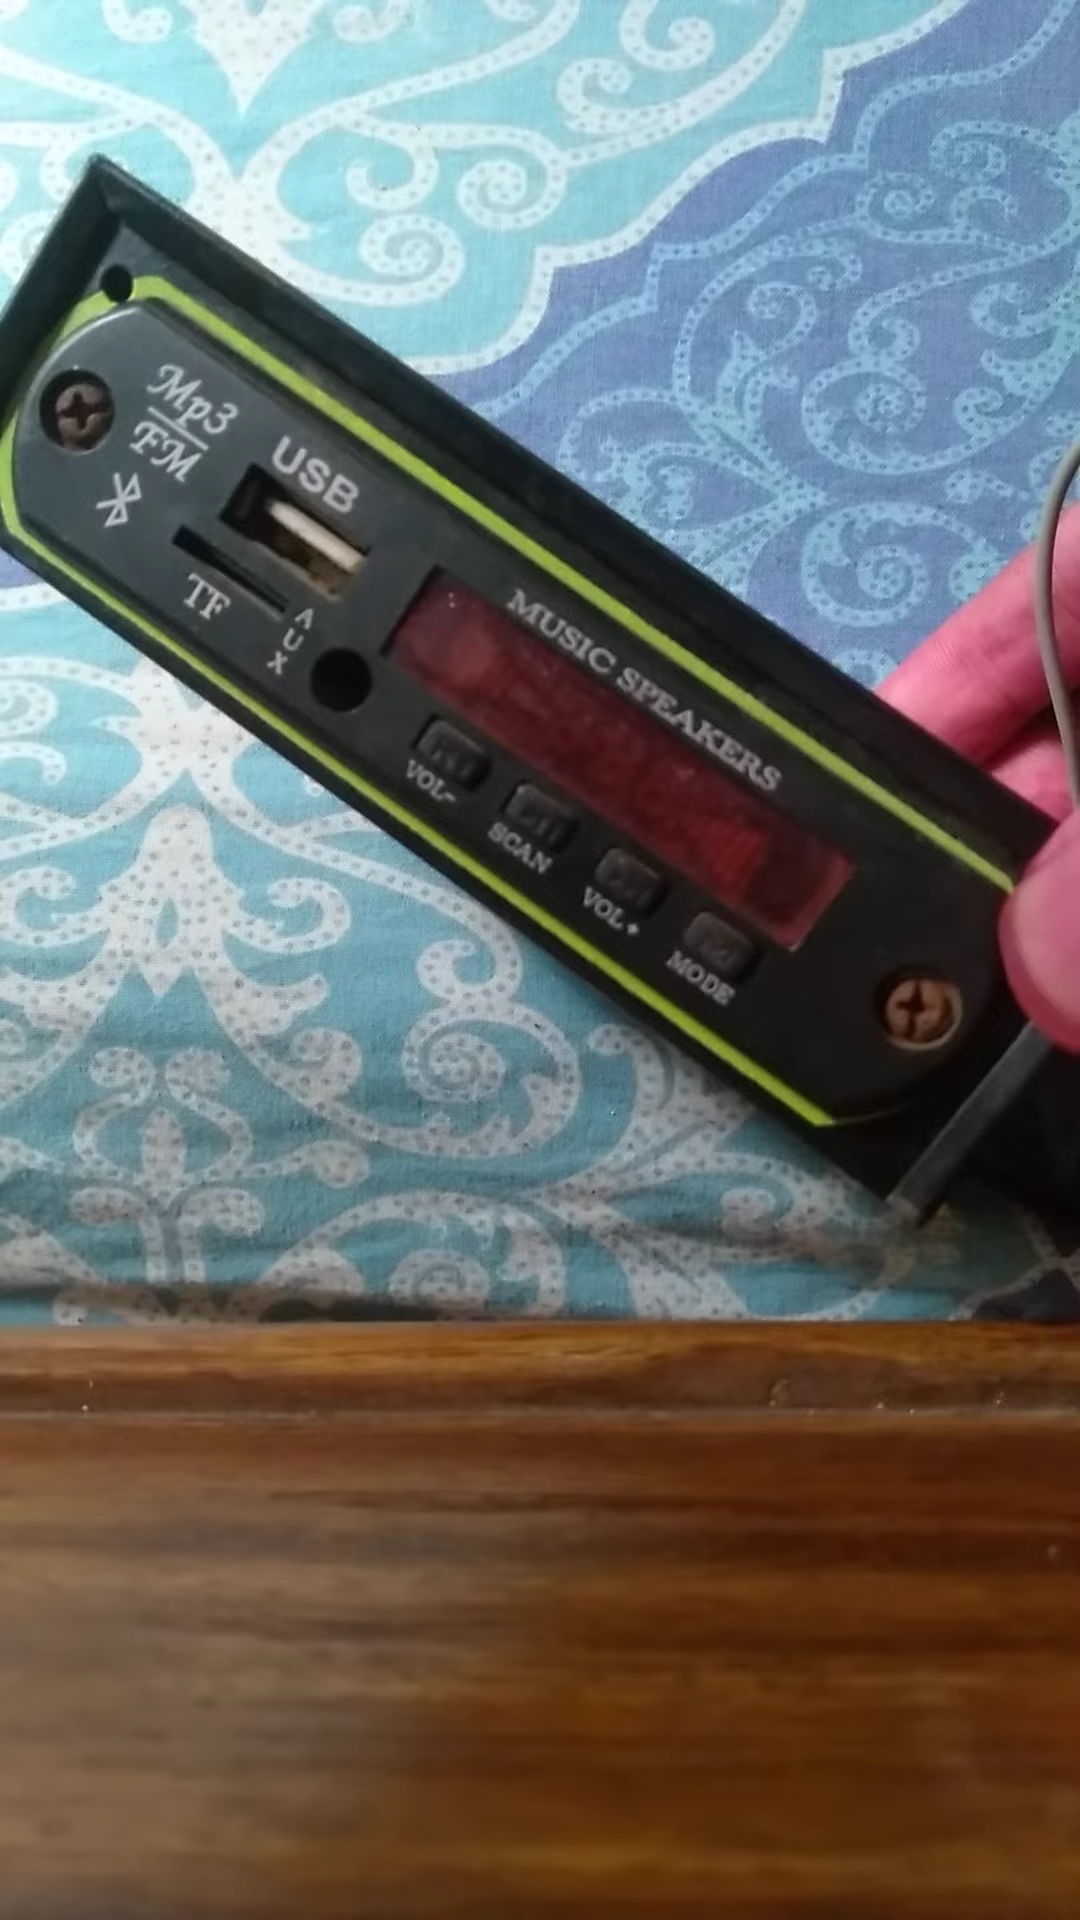 Mp3
FM
USB
TF
AUX
MUSIC SPEAKERS
VOL-
SCAN
VOL+
MODE